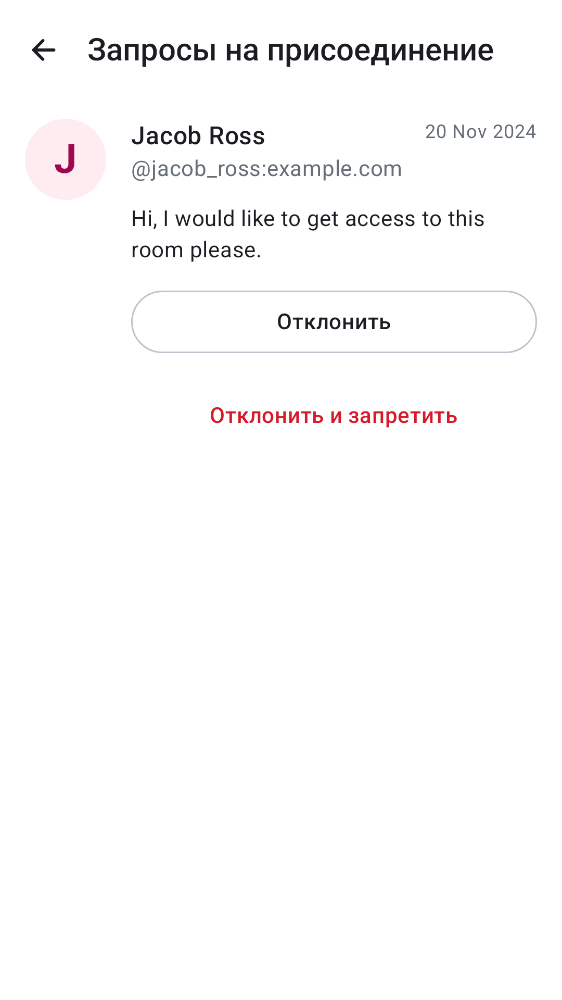 Запросы на присоединение
J
Jacob Ross
20 Nov 2024
@jacob_ross:example.com
Hi, I would like to get access to this
room please.
Отклонить
Отклонить и запретить